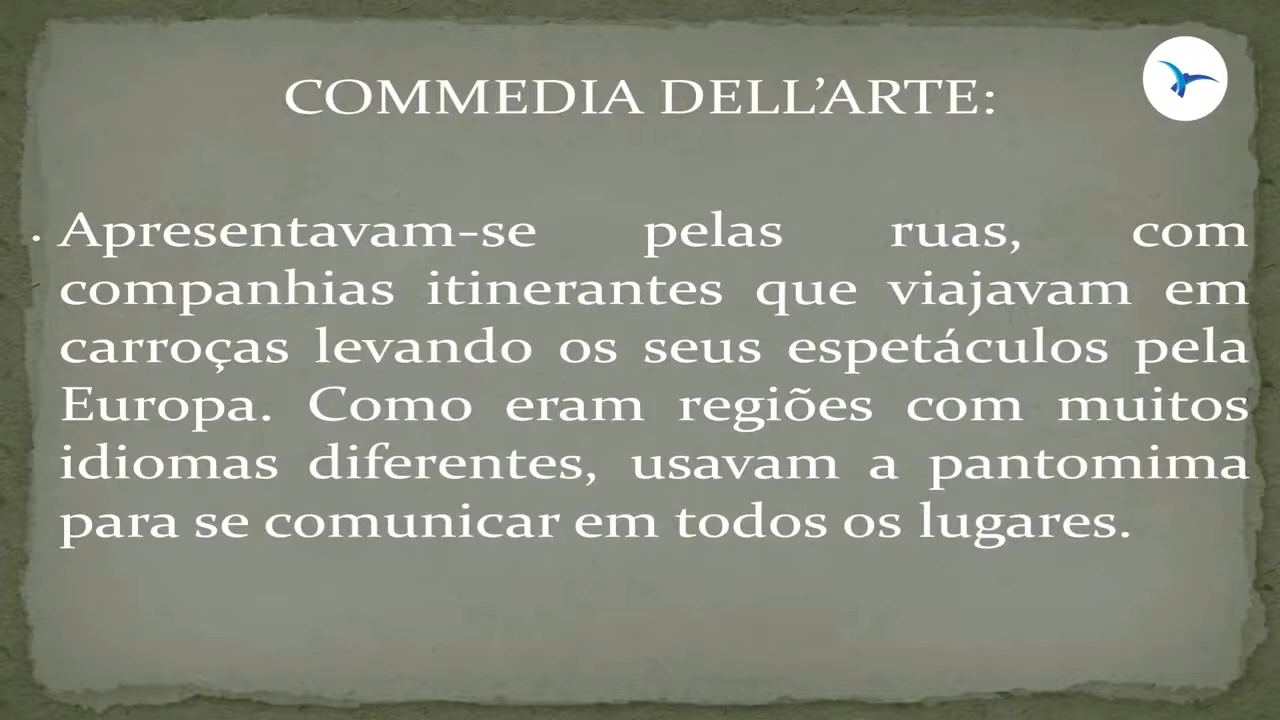 COMMEDIA DELL’ARTE:
· Apresentavam-se pelas ruas, com
companhias itinerantes que viajavam em
carroças levando os seus espetáculos pela
Europa. Como eram regiões com muitos
idiomas diferentes, usavam a pantomima
para se comunicar em todos os lugares.